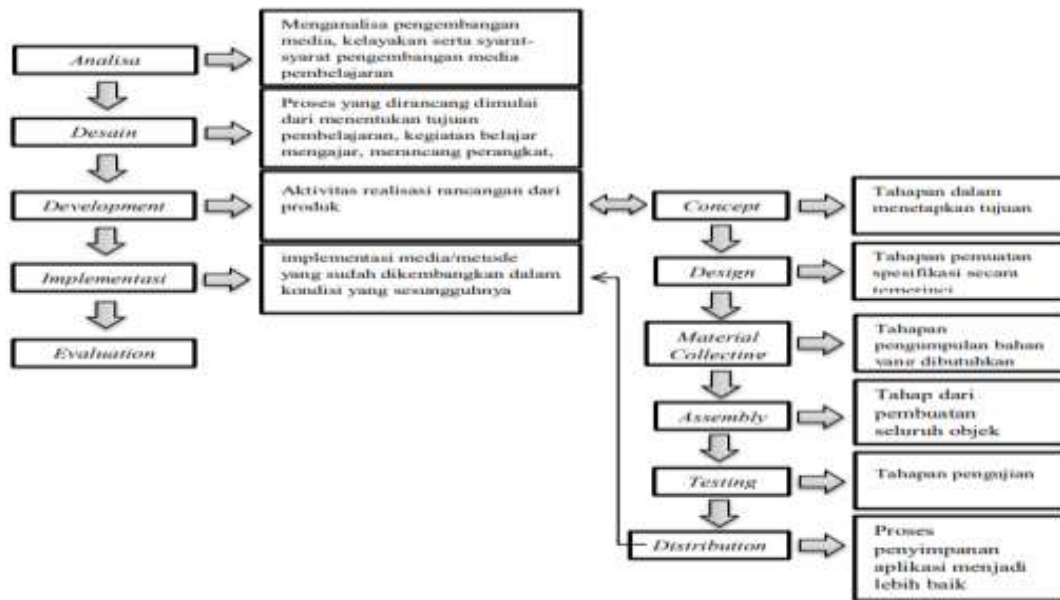 Analisa
Menganalisa pengembangan
media, kelayakan serta syarat-
syarat pengembangan media
pembelajaran
Desain
Proses yang dirancang dimulai
dari menentukan tujuan
pembelajaran, kegiatan belajar
mengajar, merancang perangkat,
Development
Aktivitas realisasi rancangan dari
produk
Implementasi
implementasi media/metode
yang sudah dikembangkan dalam
kondisi yang sesungguhnya
Evaluation
Concept
Tahapan dalam
menetapkan tujuan
Design
Tahapan pemuatan
spesifikasi secara
temerinci
Material
Collecting
Tahapan
pengumpulan bahan
yang dibutuhkan
Assembly
Tahap dari
pembuatan
seluruh objek
Testing
Tahapan pengujian
Distribution
Proses
penyimpanan
aplikasi menjadi
lebih baik